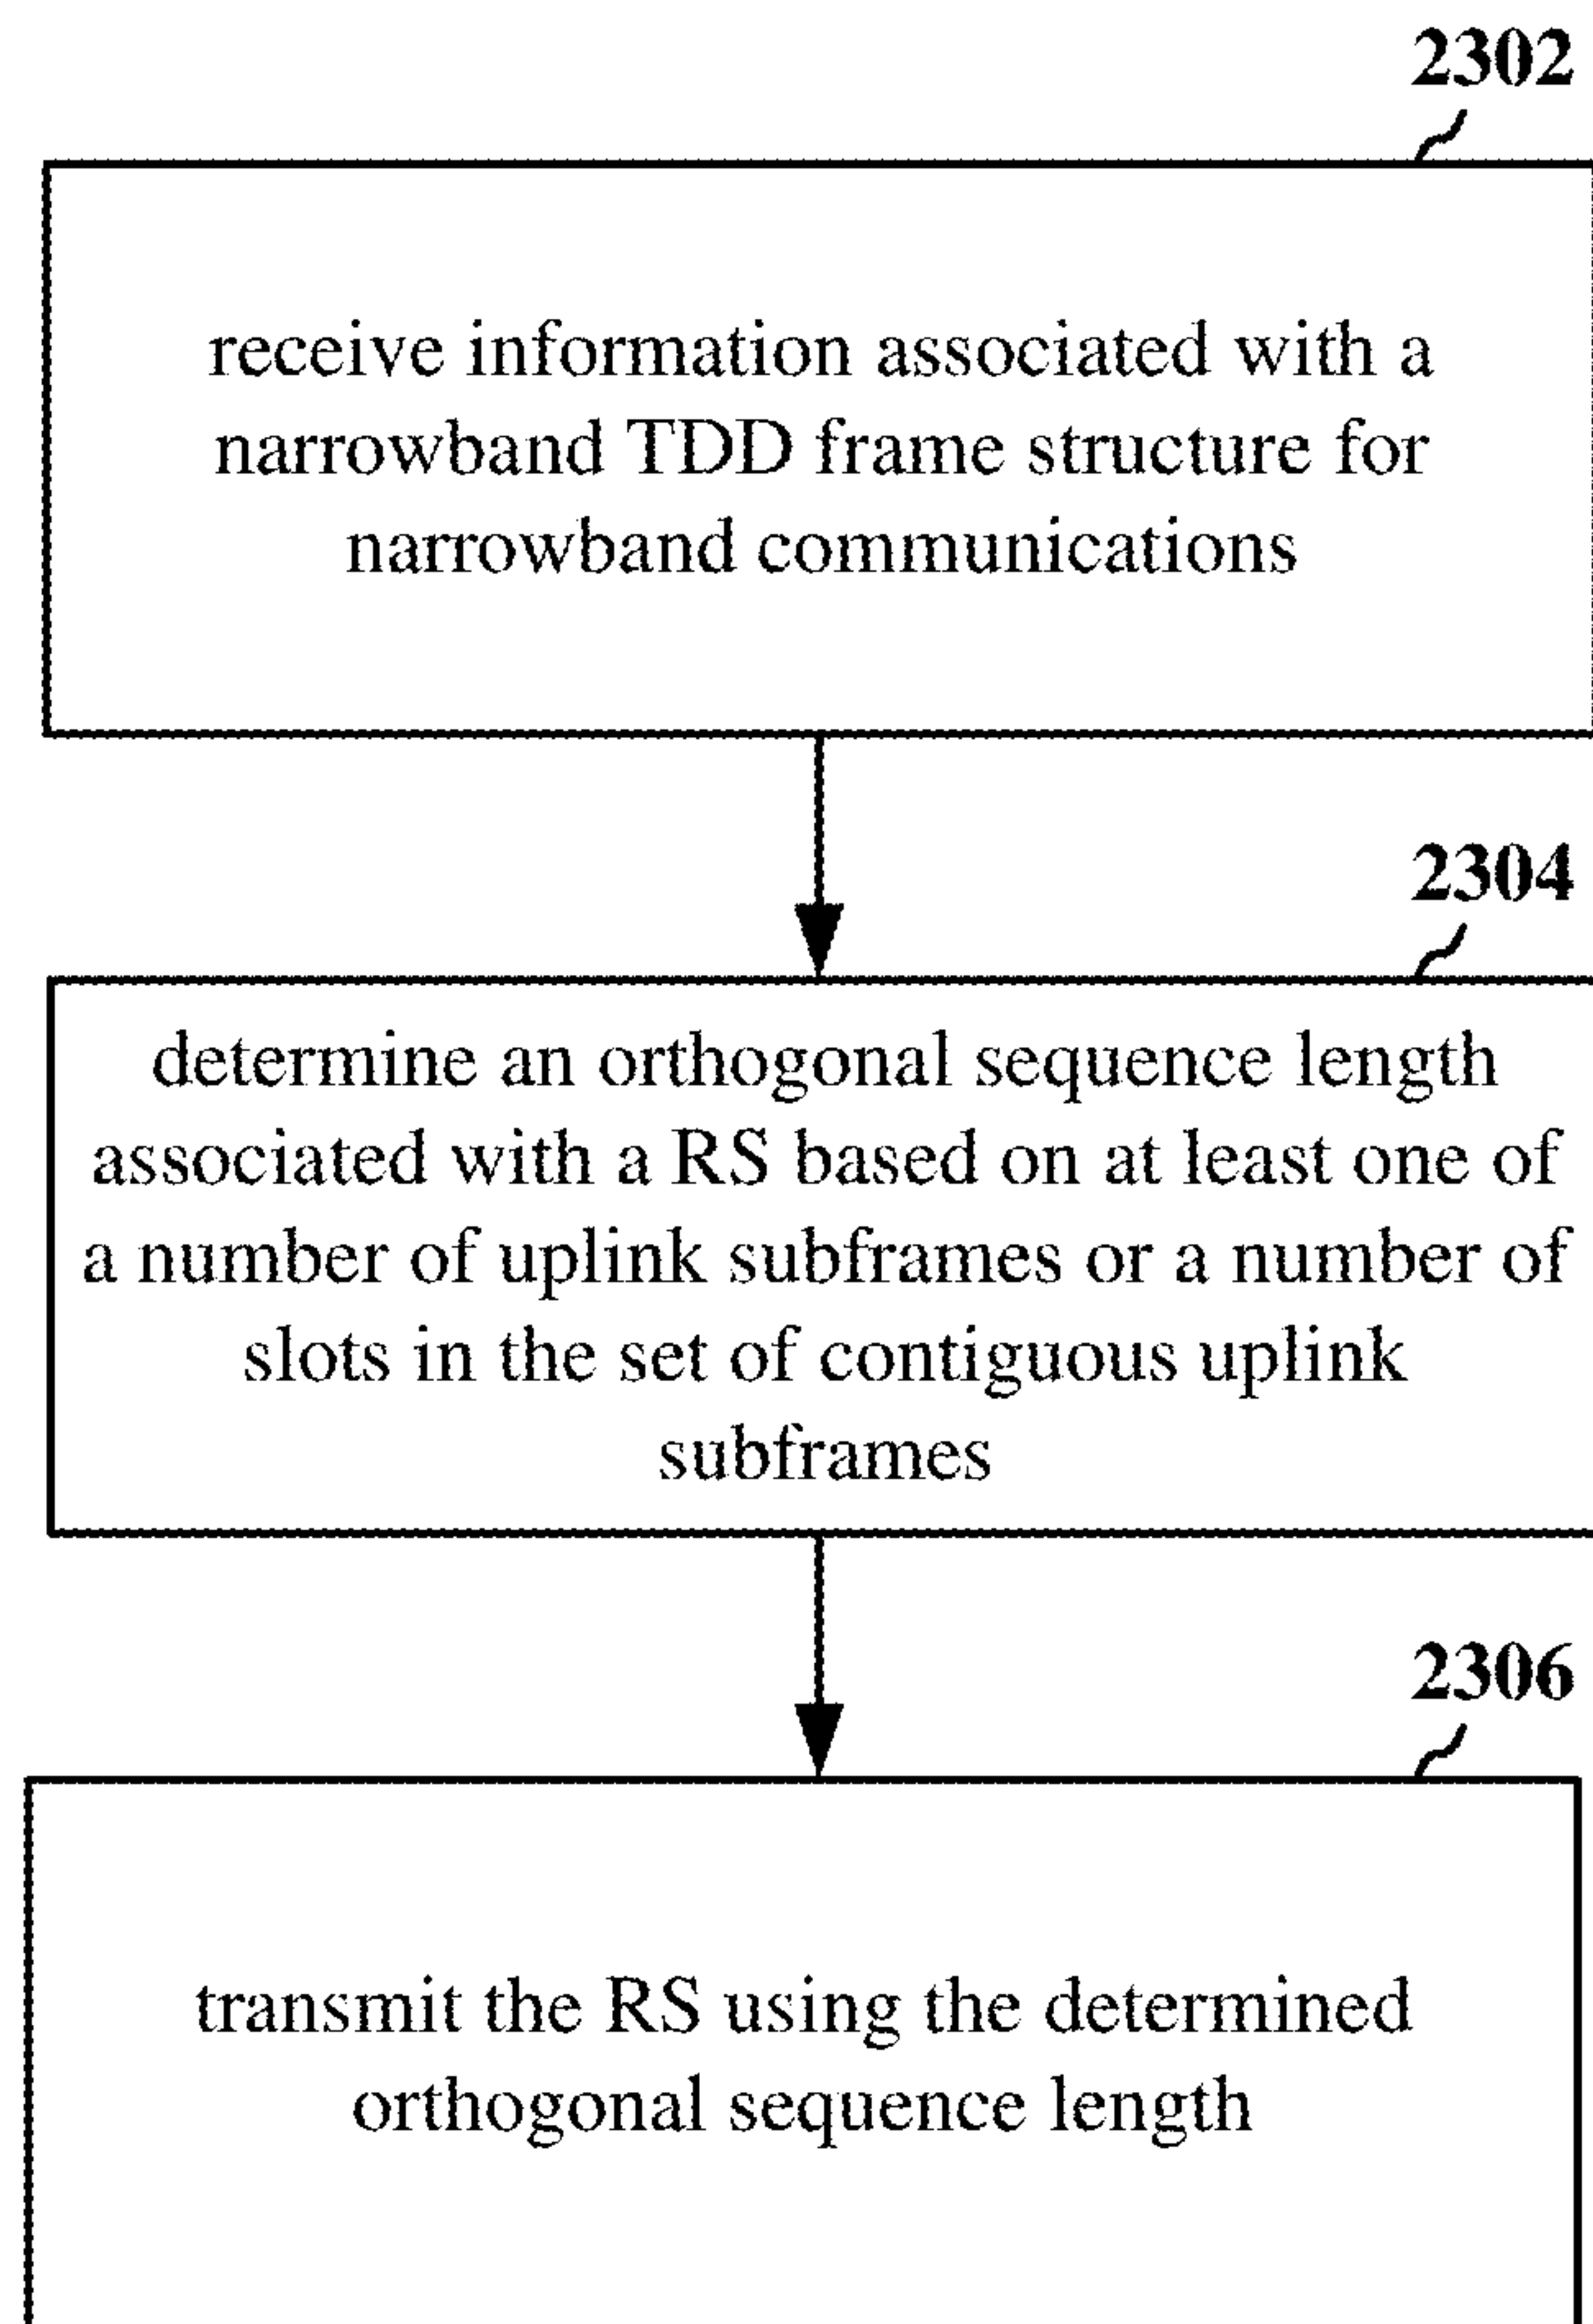 2302
receive information associated with a
narrowband TDD frame structure for
narrowband communications
2304
determine an orthogonal sequence length
associated with a RS based on at least one of
a number of uplink subframes or a number of
slots in the set of contiguous uplink
subframes
2306
transmit the RS using the determined
orthogonal sequence length